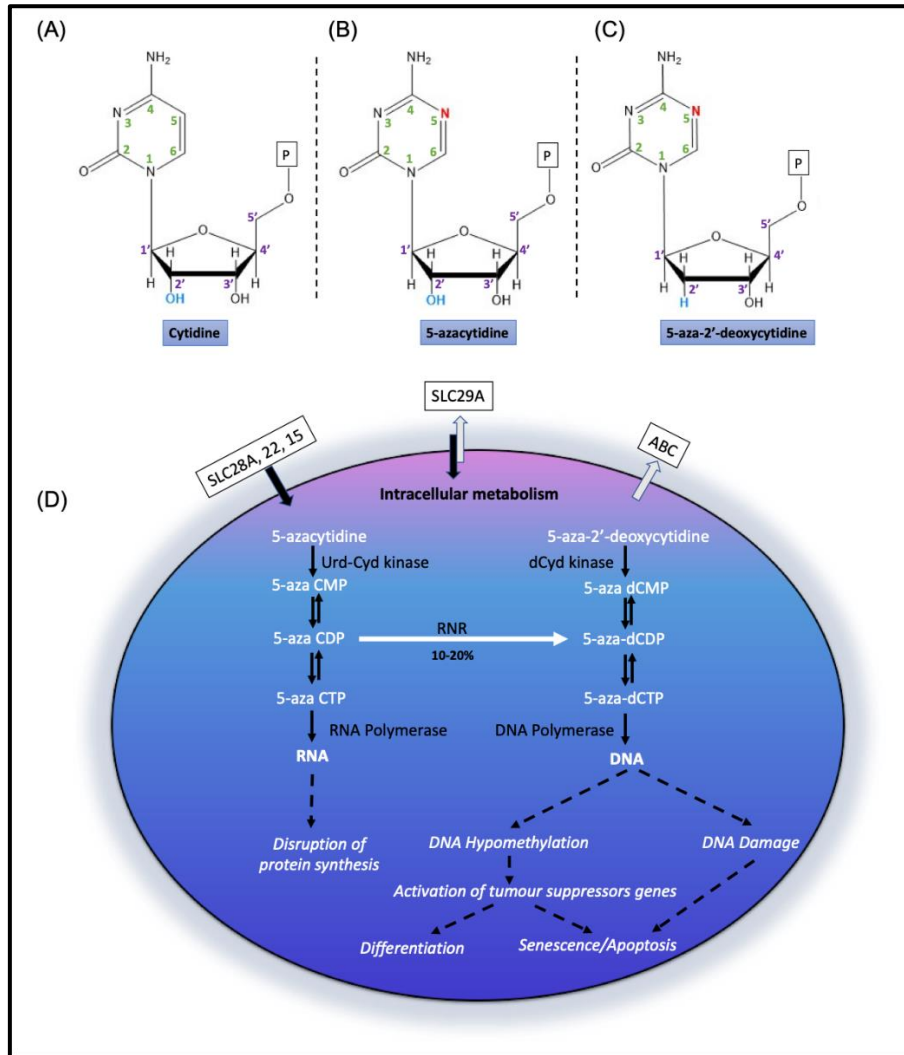 (A)
NH2
N
3
4
5
2
1
6
O
N
P
O
5’
O
1’
4’
H
H
H
2’
3’
H
OH
OH
Cytidine
(B)
NH2
N
3
4
N
5
2
1
6
O
N
P
O
5’
O
1’
4’
H
H
H
2’
3’
H
OH
OH
5-azacytidine
(C)
NH2
N
3
4
N
5
2
1
6
O
N
P
O
5’
O
1’
4’
H
H
H
2’
3’
H
H
OH
5-aza-2’-deoxycytidine
(D)
SLC28A, 22, 15
SLC29A
ABC
Intracellular metabolism
5-azacytidine
Urd-Cyd kinase
5-aza CMP
5-aza CDP
5-aza CTP
RNA Polymerase
RNA
Disruption of
protein synthesis
RNR
10-20%
5-aza-2’-deoxycytidine
dCyd kinase
5-aza dCMP
5-aza-dCDP
5-aza-dCTP
DNA Polymerase
DNA
DNA Hypomethylation
DNA Damage
Activation of tumour suppressors genes
Differentiation
Senescence/Apoptosis